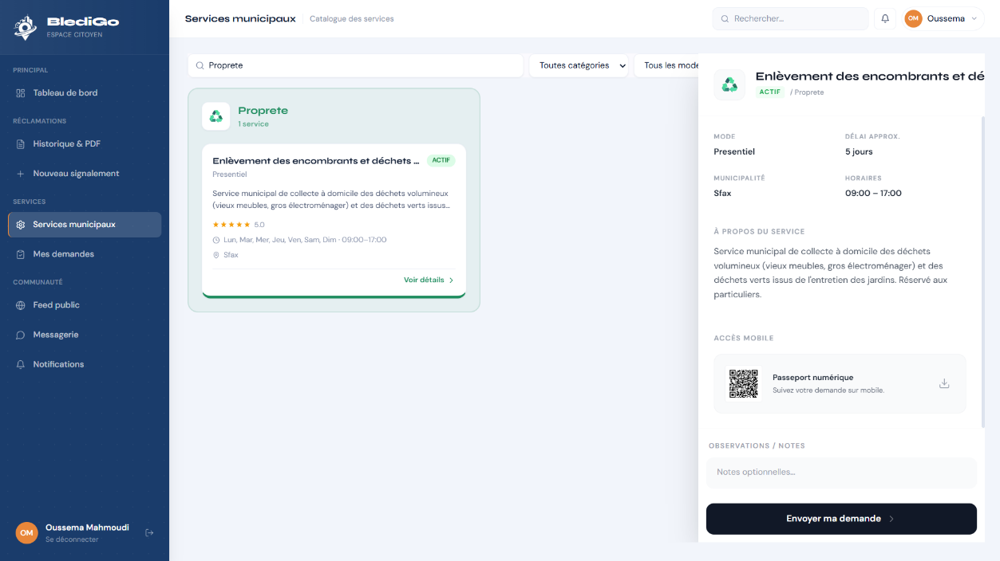 BlediGo
ESPACE CITOYEN
PRINCIPAL
Tableau de bord
RÉCLAMATIONS
Historique & PDF
Nouveau signalement
SERVICES
Services municipaux
Mes demandes
COMMUNAUTÉ
Feed public
Messagerie
Notifications
OM
Oussema Mahmoudi
Se déconnecter
Services municipaux
Catalogue des services
Rechercher...
OM
Oussema
Proprete
Toutes catégories
Tous les mode
Proprete
1 service
Enlèvement des encombrants et déchets ...
ACTIF
Presentiel
Service municipal de collecte à domicile des déchets volumineux
(vieux meubles, gros électroménager) et des déchets verts issus...
★★★★★ 5.0
Lun, Mar, Mer, Jeu, Ven, Sam, Dim · 09:00–17:00
Sfax
Voir détails
Enlèvement des encombrants et dé
ACTIF
/ Proprete
MODE
Presentiel
DÉLAI APPROX.
5 jours
MUNICIPALITÉ
Sfax
HORAIRES
09:00 – 17:00
À PROPOS DU SERVICE
Service municipal de collecte à domicile des déchets
volumineux (vieux meubles, gros électroménager) et des
déchets verts issus de l'entretien des jardins. Réservé aux
particuliers.
ACCÈS MOBILE
Passeport numérique
Suivez votre demande sur mobile.
OBSERVATIONS / NOTES
Notes optionnelles...
Envoyer ma demande